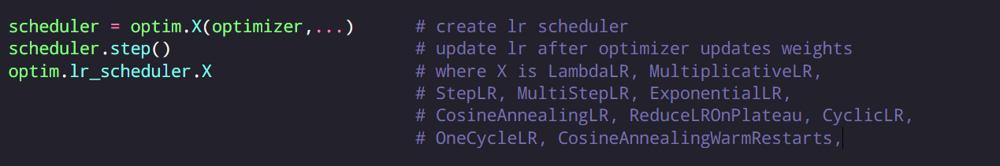 scheduler = optim.X(optimizer,...)      # create lr scheduler
scheduler.step()                        # update lr after optimizer updates weights
optim.lr_scheduler.X                    # where X is LambdaLR, MultiplicativeLR,
                                        # StepLR, MultiStepLR, ExponentialLR,
                                        # CosineAnnealingLR, ReduceLROnPlateau, CyclicLR,
                                        # OneCycleLR, CosineAnnealingWarmRestarts,